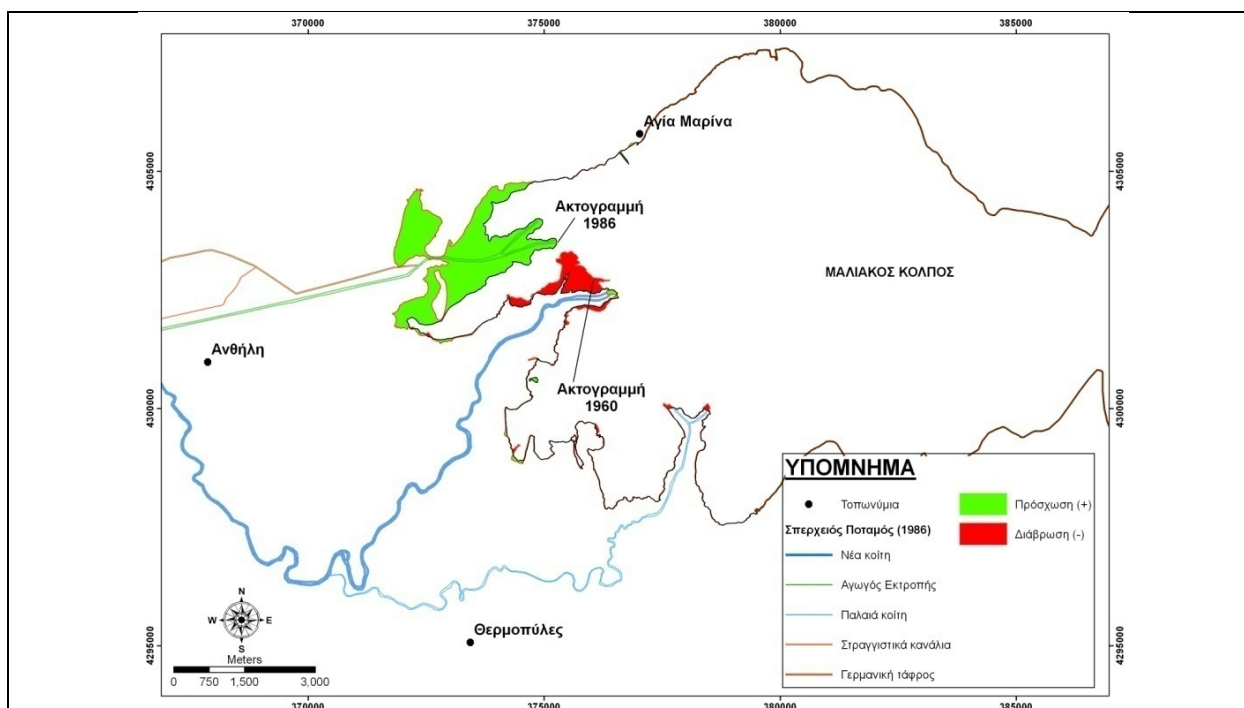 370000 375000 380000 385000
Αγία Μαρίνα
4305000 4305000
Ακτογραμμή
1986
ΜΑΛΙΑΚΟΣ ΚΟΛΠΟΣ
Ανθήλη
Ακτογραμμή
1960
4300000 4300000
ΥΠΟΜΝΗΜΑ
Τοπωνύμια
Πρόσχωση (+)
Σπερχειός Ποταμός (1986)
Διάβρωση (-)
Νέα κοίτη
Αγωγός Εκτροπής
Παλαιά κοίτη
Στραγγιστικά κανάλια
Γερμανική τάφρος
N
W E
S
Θερμοπύλες
4295000 4295000
Meters
0 750 1,500 3,000
370000 375000 380000 385000